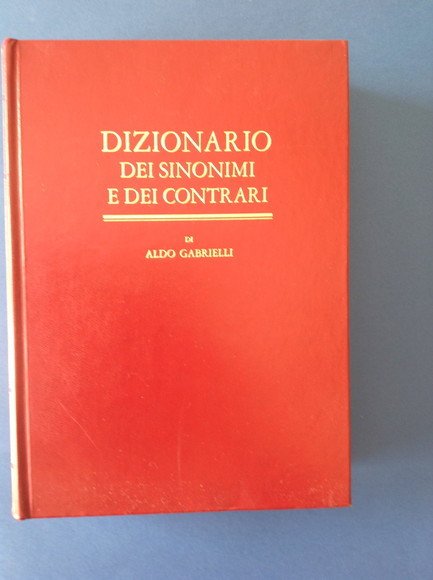 DIZIONARIO
DEI SINONIMI
E DEI CONTRARI
DI
ALDO GABRIELLI